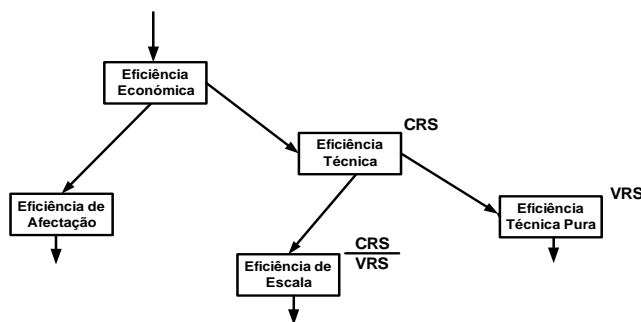 Eficiência
Económica
CRS
Eficiência
Técnica
Eficiência de
Afectação
VRS
Eficiência
Técnica Pura
CRS
VRS
Eficiência de
Escala